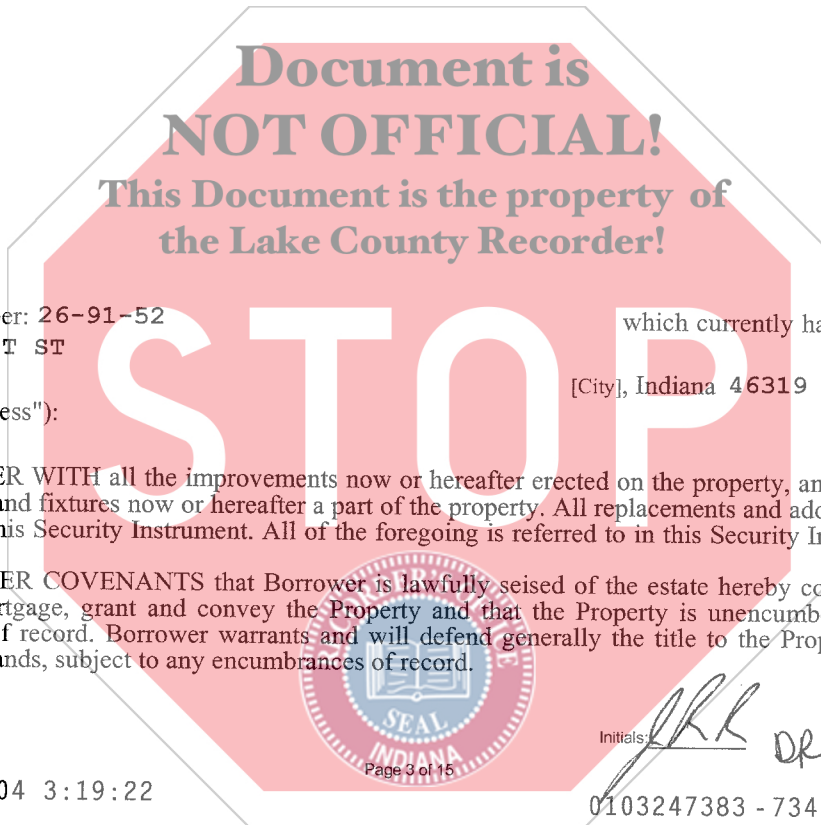 Document is
NOT OFFICIAL!
This Document is the property of
the Lake County Recorder!
STOP
er: 26-91-52
which currently ha
T ST
[City], Indiana 46319
ess"):
ER WITH all the improvements now or hereafter erected on the property, an
and fixtures now or hereafter a part of the property. All replacements and add
his Security Instrument. All of the foregoing is referred to in this Security In
ER COVENANTS that Borrower is lawfully seised of the estate hereby co
rtgage, grant and convey the Property and that the Property is unencumb
f record. Borrower warrants and will defend generally the title to the Prop
ands, subject to any encumbrances of record.
RECORDER'S OFFICE
SEAL
INDIANA
Initials: JRR DR
Page 3 of 15
04 3:19:22
0103247383 - 734